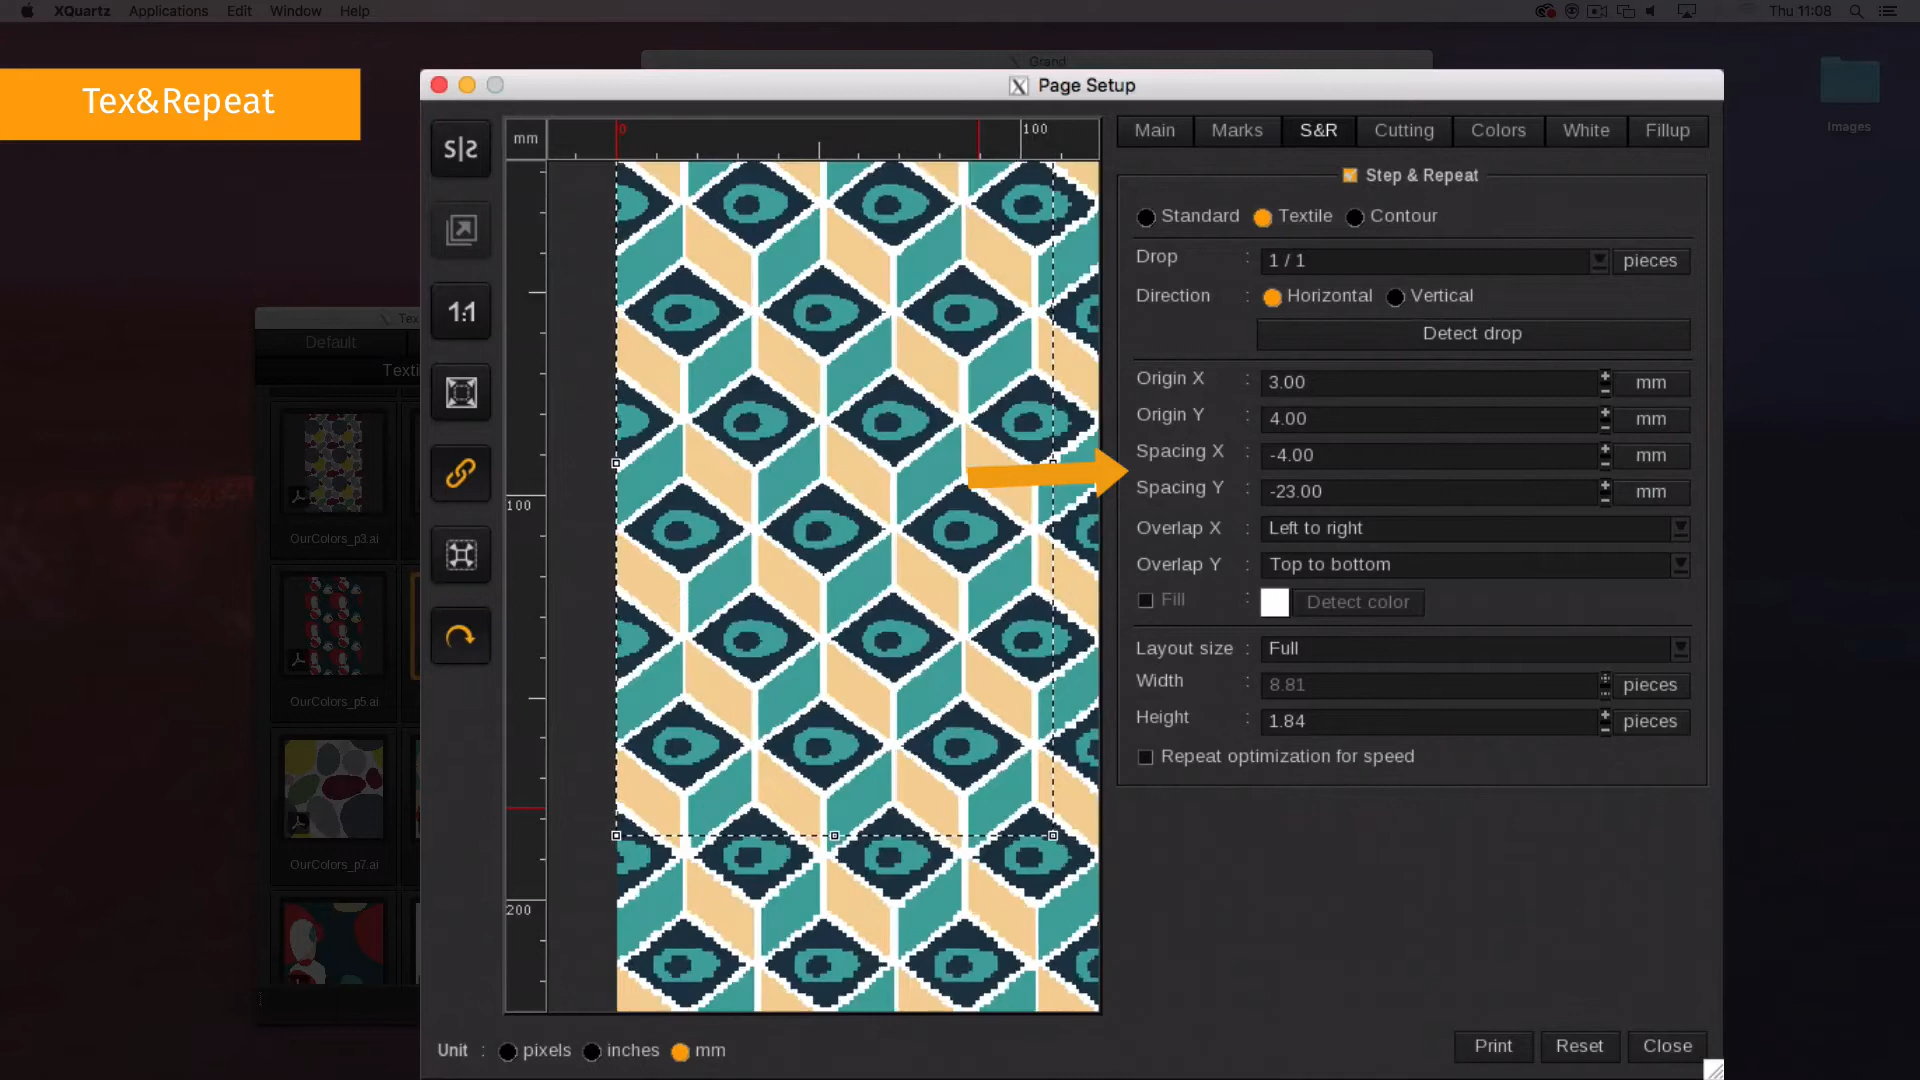 XQuartz Applications Edit Window Help
Thu 11:08
Grand
Tex&Repeat
Page Setup
Images
S|S
mm
0
100
Main Marks S&R Cutting Colors White Fillup
Step & Repeat
Standard Textile Contour
Drop : 1 / 1 pieces
Direction : Horizontal Vertical
Detect drop
1:1
Default
Origin X : 3.00 mm
Origin Y : 4.00 mm
Spacing X : -4.00 mm
Spacing Y : -23.00 mm
100
Overlap X : Left to right
Overlap Y : Top to bottom
Fill : Detect color
Layout size : Full
Width : 8.81 pieces
Height : 1.84 pieces
Repeat optimization for speed
OurColors_p3.ai
OurColors_p5.ai
OurColors_p7.ai
200
Unit : pixels inches mm
Print Reset Close